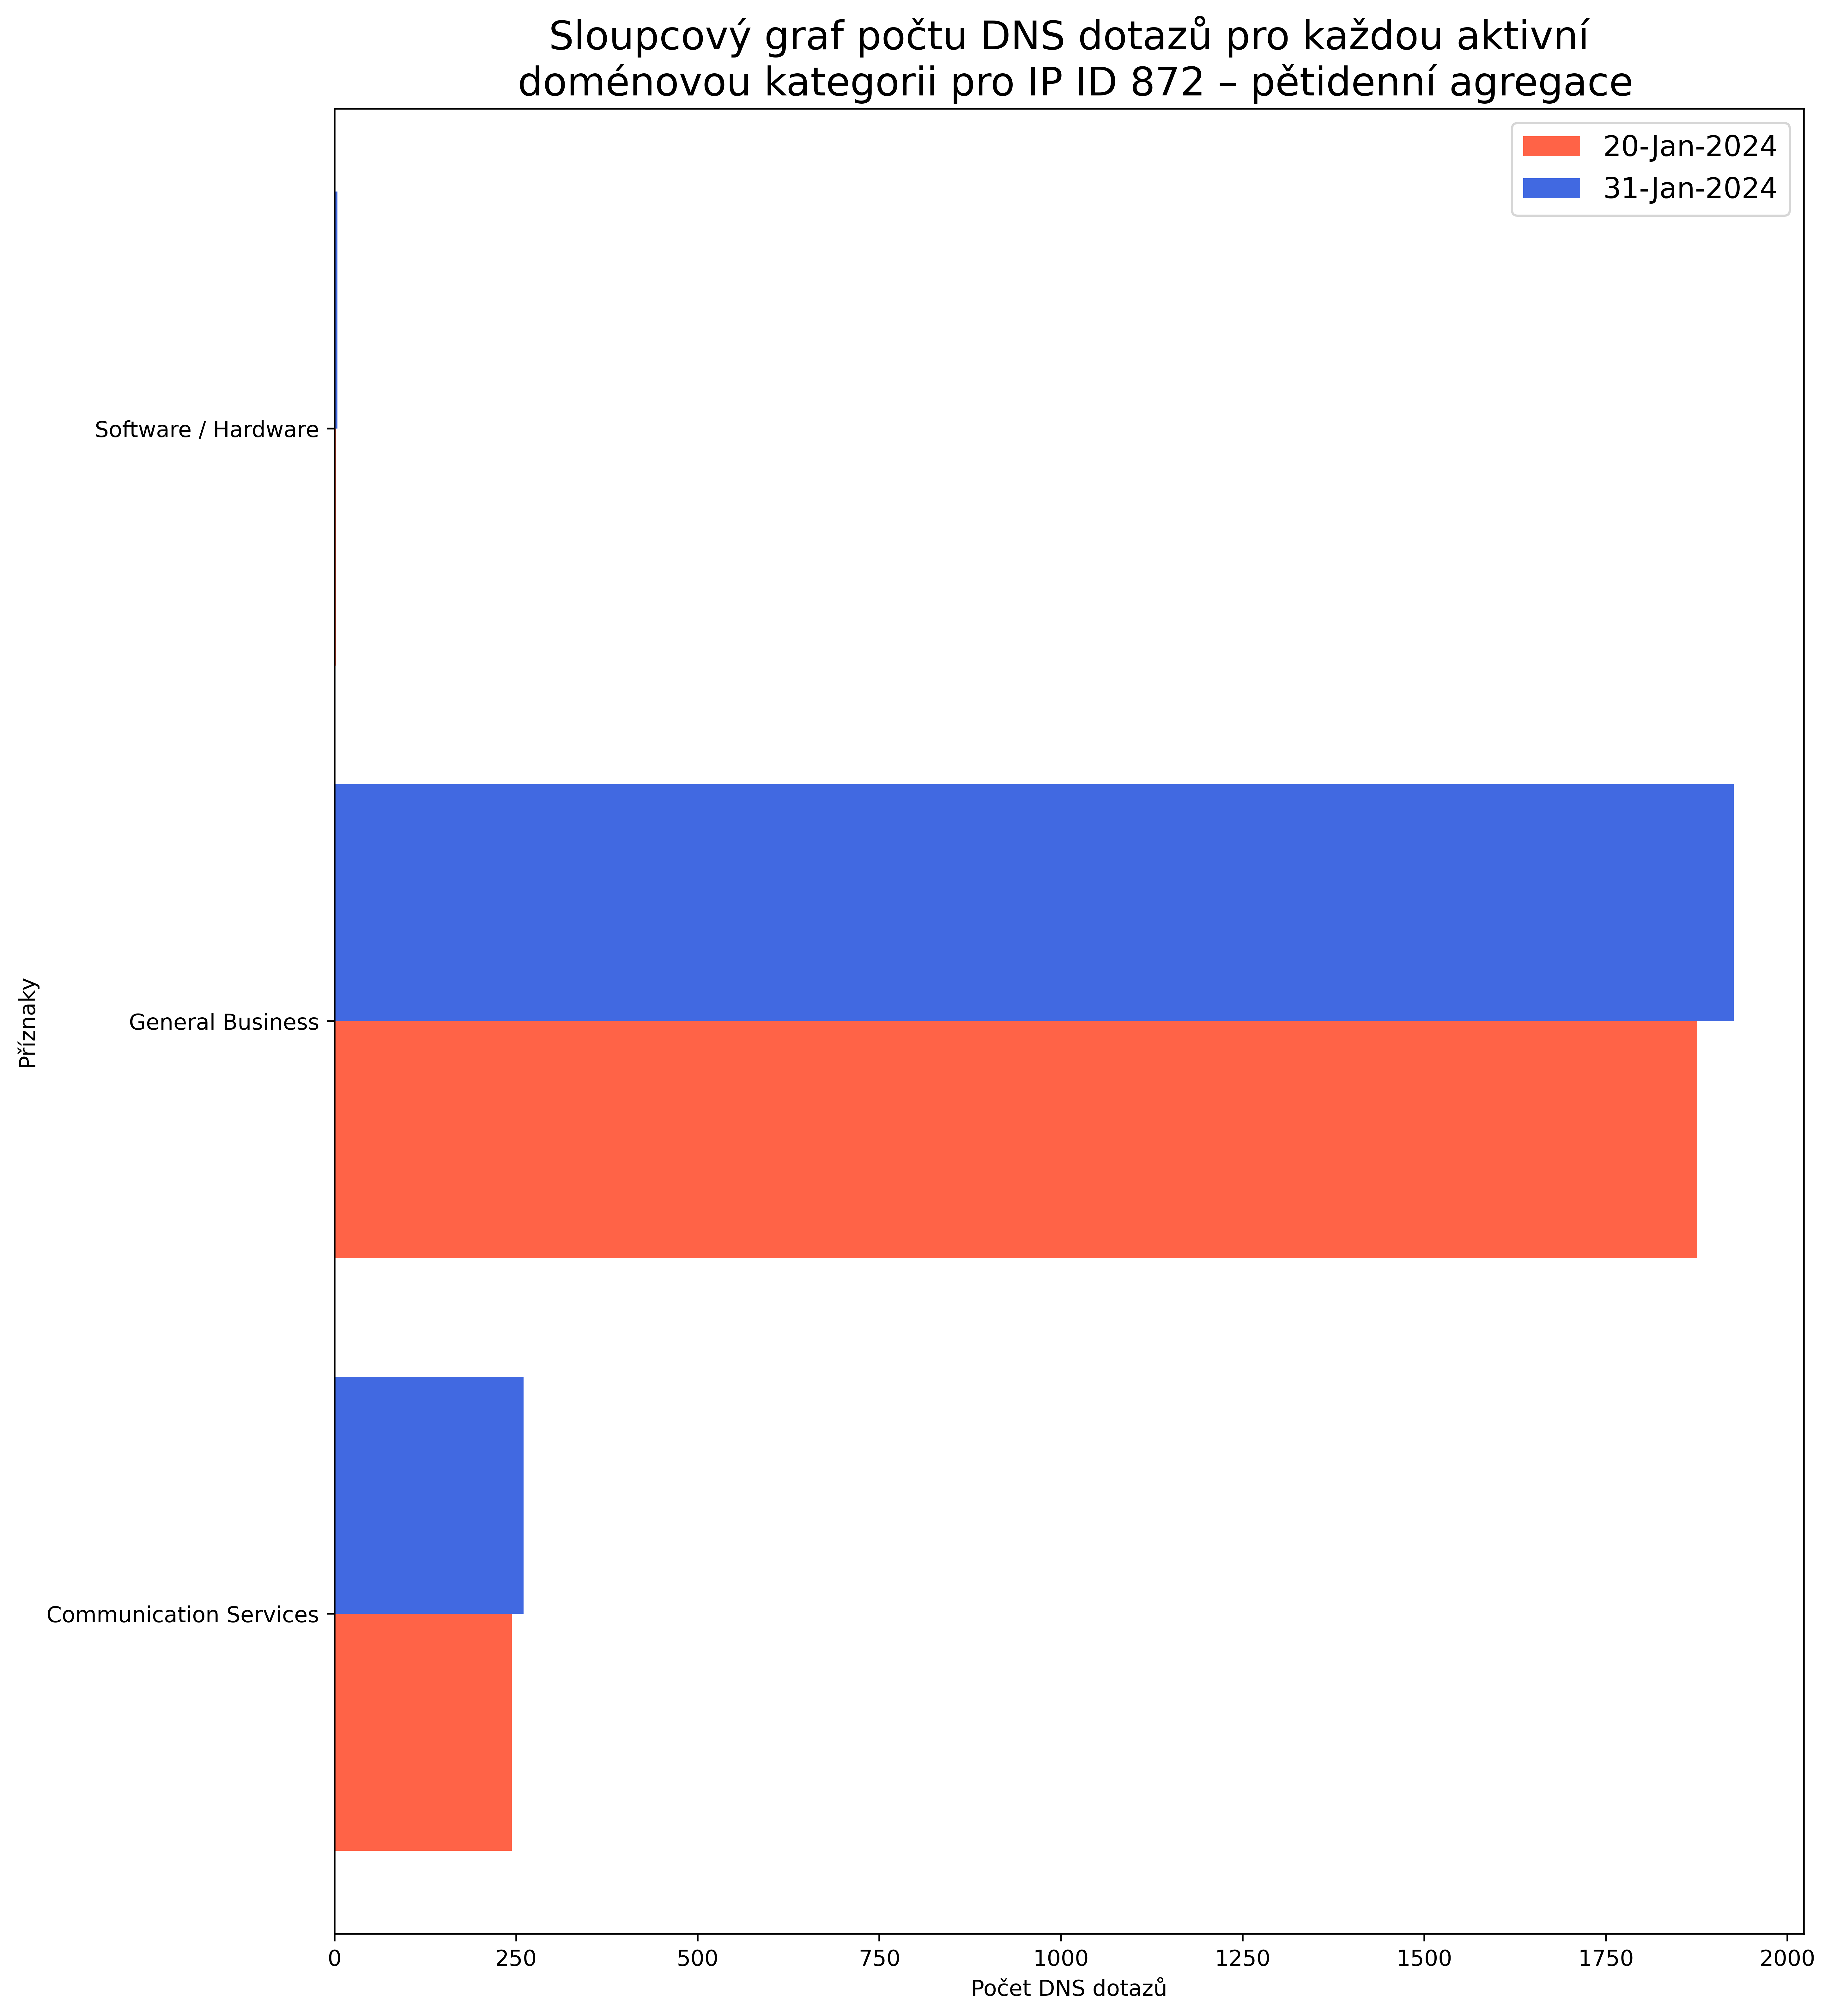 Sloupcový graf počtu DNS dotazů pro každou aktivní
doménovou kategorii pro IP ID 872 – pětidenní agregace
20-Jan-2024
31-Jan-2024
Software / Hardware
General Business
Communication Services
Příznaky
0 250 500 750 1000 1250 1500 1750 2000
Počet DNS dotazů